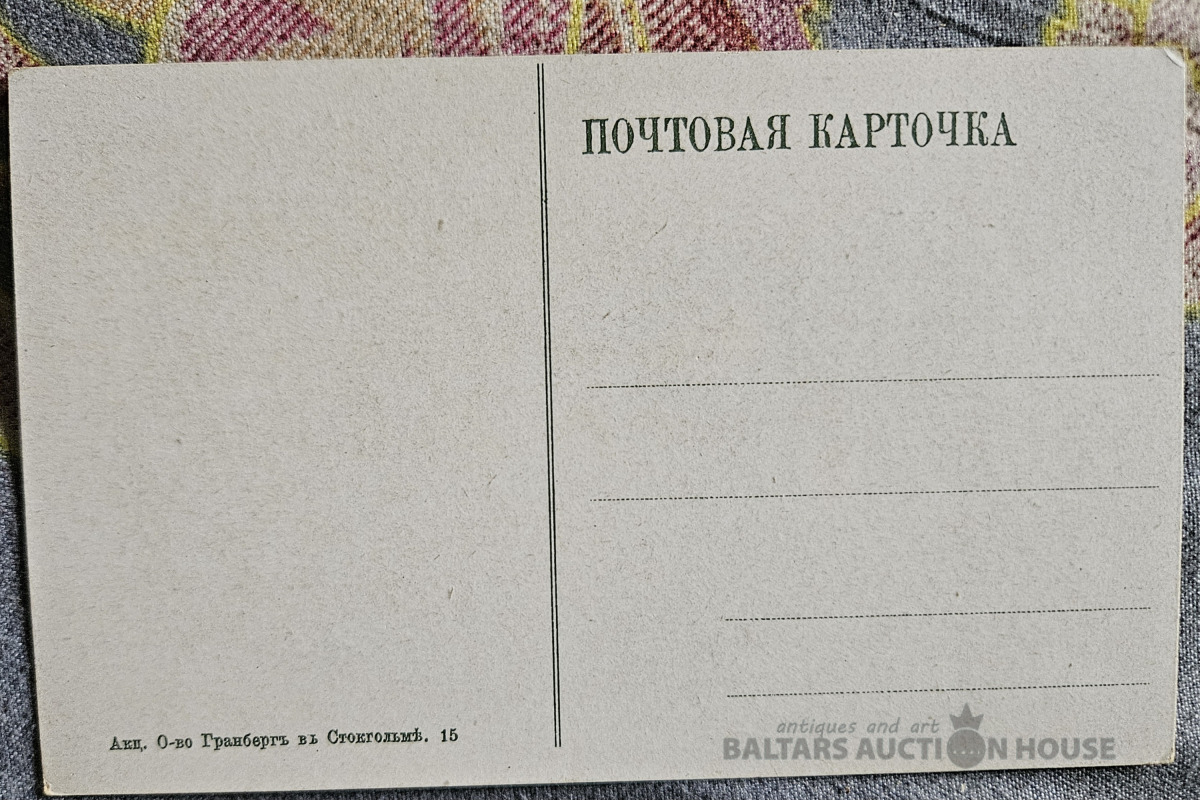 ПОЧТОВАЯ КАРТОЧКА
Акц. О-во Гранбергъ въ Стокгольмѣ. 15
antiques and art
BALTARS AUCTION HOUSE